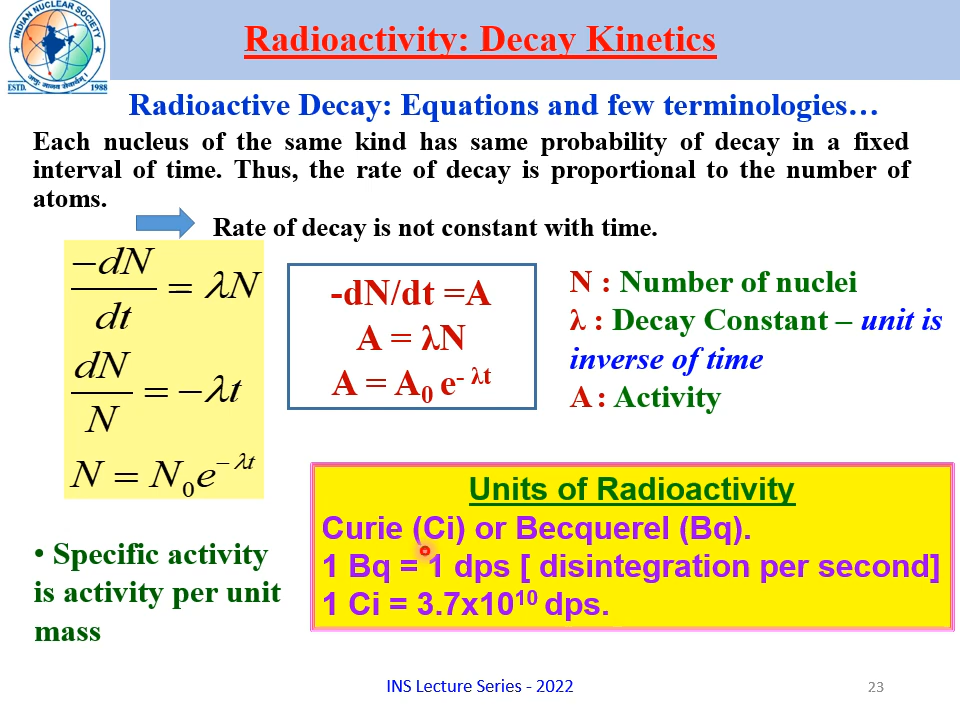 INDIAN NUCLEAR SOCIETY
ESTD. 1988
Radioactivity: Decay Kinetics
Radioactive Decay: Equations and few terminologies…
Each nucleus of the same kind has same probability of decay in a fixed
interval of time. Thus, the rate of decay is proportional to the number of
atoms.
Rate of decay is not constant with time.
-dN/dt = λN
dN/N = -λt
N = N₀e^-λt
-dN/dt =A
A = λN
A = A₀ e^- λt
N : Number of nuclei
λ : Decay Constant – unit is
inverse of time
A : Activity
Units of Radioactivity
Curie (Ci) or Becquerel (Bq).
1 Bq = 1 dps [ disintegration per second]
1 Ci = 3.7x10¹⁰ dps.
• Specific activity
is activity per unit
mass
INS Lecture Series - 2022
23